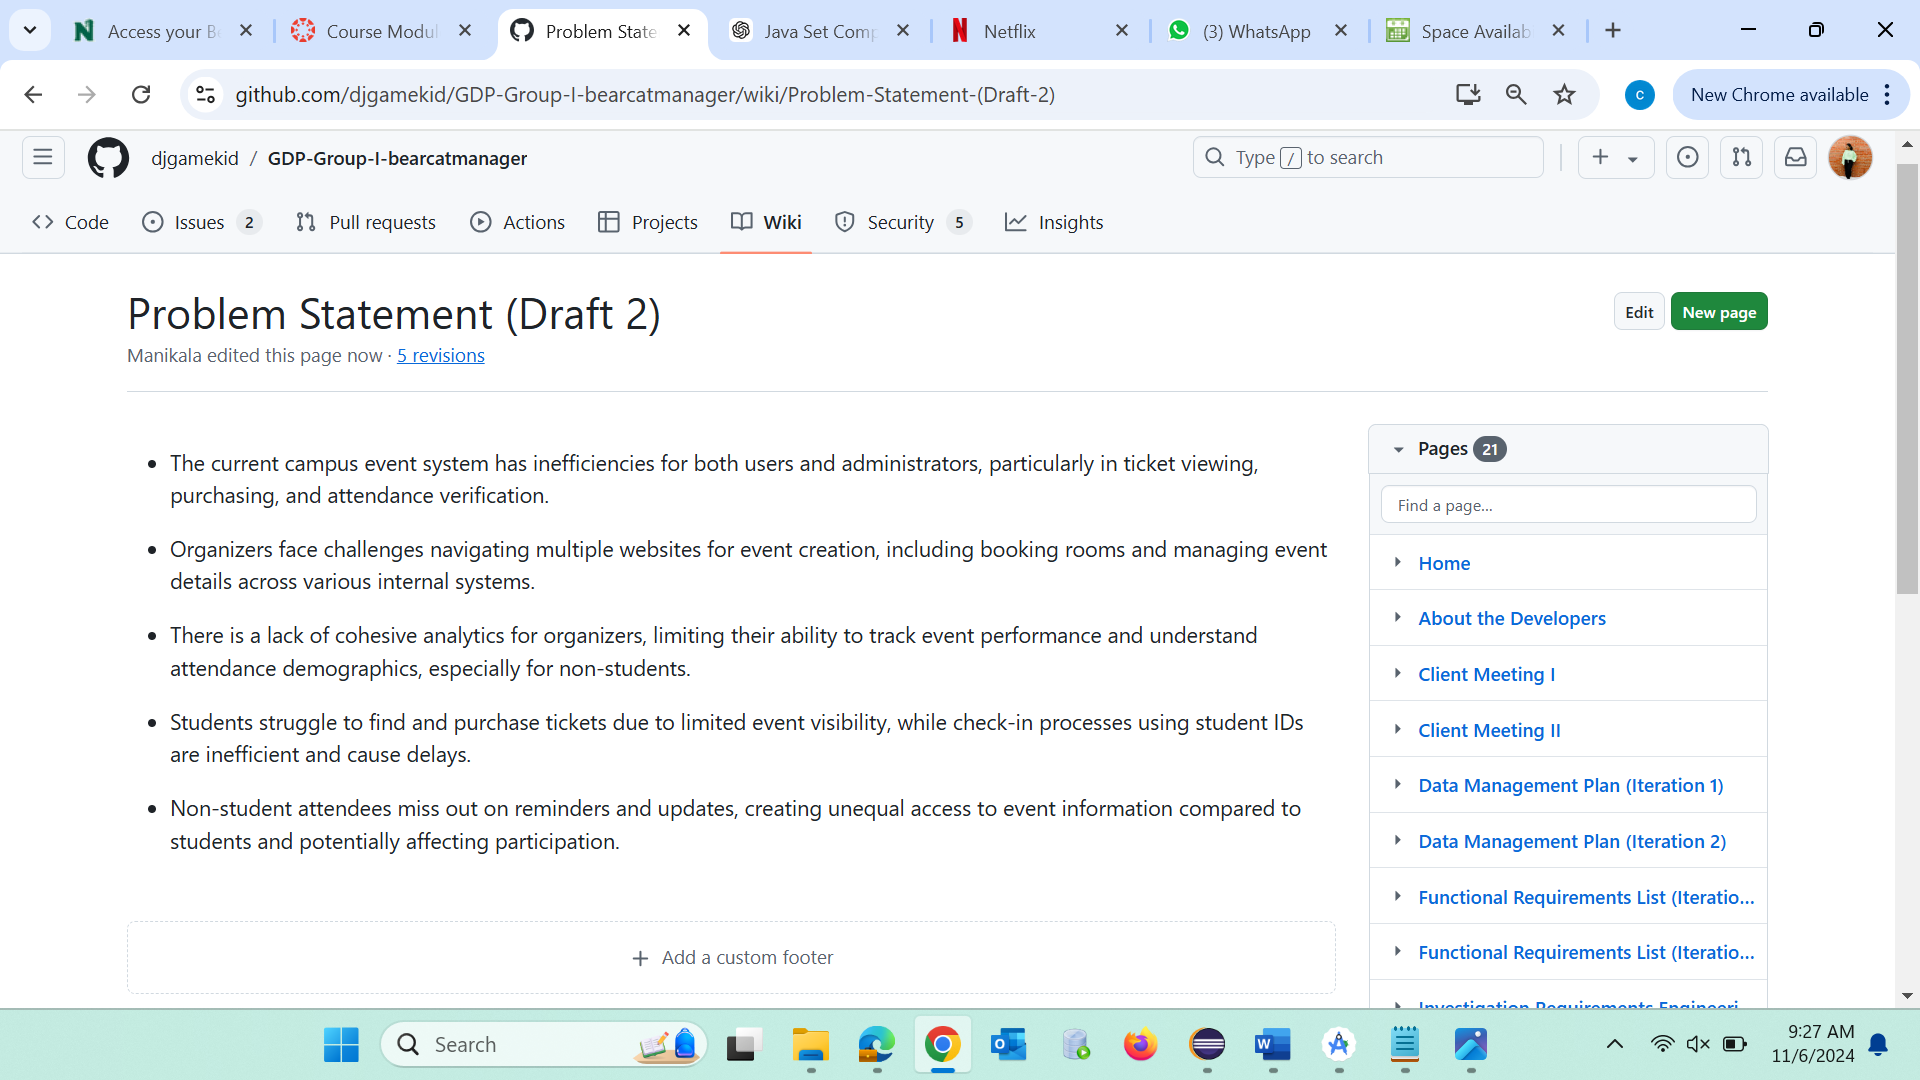 Access your Be
Course Modul
Problem State
Java Set Comp
Netflix
(3) WhatsApp
Space Availab
github.com/djgamekid/GDP-Group-I-bearcatmanager/wiki/Problem-Statement-(Draft-2)
c
New Chrome available
djgamekid / GDP-Group-I-bearcatmanager
Type / to search
Code
Issues 2
Pull requests
Actions
Projects
Wiki
Security 5
Insights
Problem Statement (Draft 2)
Edit
New page
Manikala edited this page now · 5 revisions
• The current campus event system has inefficiencies for both users and administrators, particularly in ticket viewing,
purchasing, and attendance verification.
• Organizers face challenges navigating multiple websites for event creation, including booking rooms and managing event
details across various internal systems.
• There is a lack of cohesive analytics for organizers, limiting their ability to track event performance and understand
attendance demographics, especially for non-students.
• Students struggle to find and purchase tickets due to limited event visibility, while check-in processes using student IDs
are inefficient and cause delays.
• Non-student attendees miss out on reminders and updates, creating unequal access to event information compared to
students and potentially affecting participation.
Add a custom footer
Pages 21
Find a page...
Home
About the Developers
Client Meeting I
Client Meeting II
Data Management Plan (Iteration 1)
Data Management Plan (Iteration 2)
Functional Requirements List (Iteratio...
Functional Requirements List (Iteratio...
Investigation Requirements Engineeri
Search
9:27 AM
11/6/2024